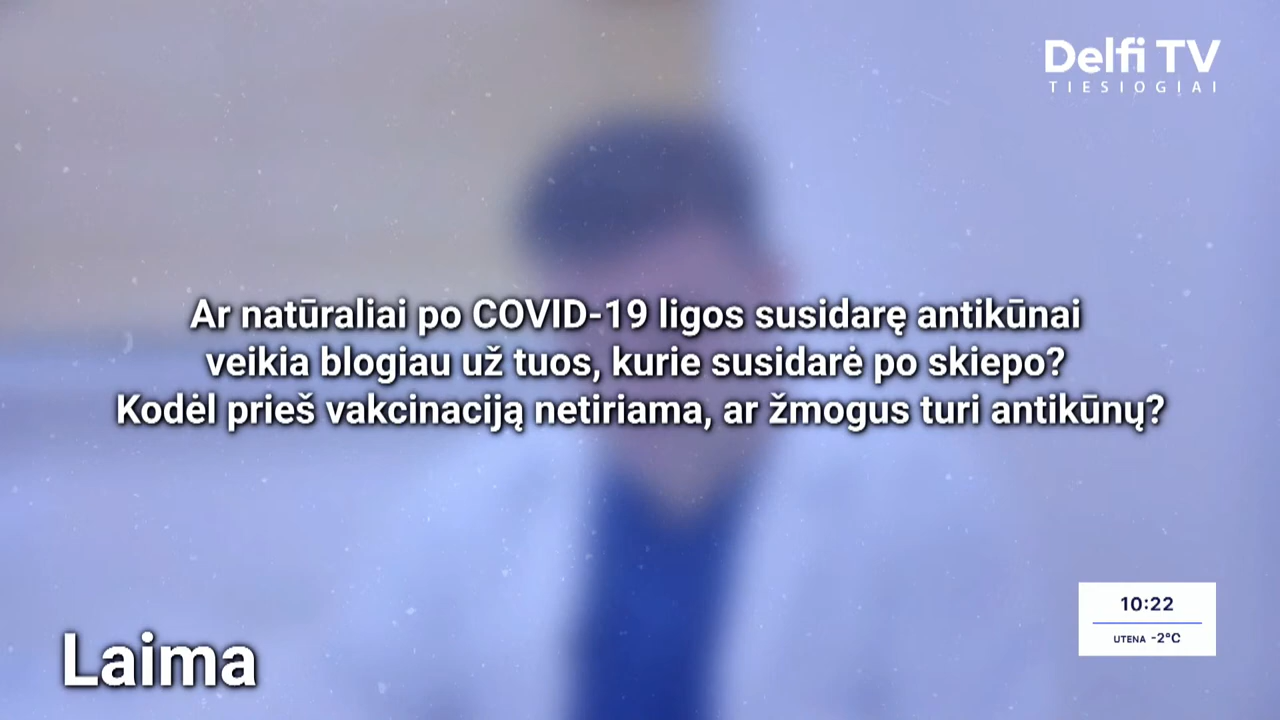 Delfi TV
TIESIOGIAI
Ar natūraliai po COVID-19 ligos susidarę antikūnai
veikia blogiau už tuos, kurie susidarė po skiepo?
Kodėl prieš vakcinaciją netiriama, ar žmogus turi antikūnų?
10:22
UTENA -2°C
Laima